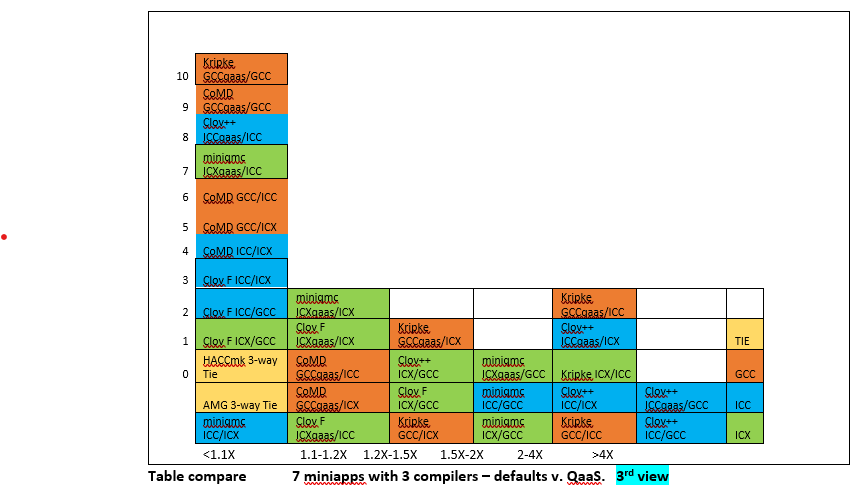 Kripke
10 GCCqaas/GCC
CoMD
9 GCCqaas/GCC
Clov++
8 ICCqaas/ICC
miniqmc
7 ICXqaas/ICC
6 CoMD GCC/ICC
5 CoMD GCC/ICX
4 CoMD ICC/ICX
3 Clov F ICC/ICX
miniqmc Kripke
2 Clov F ICC/GCC ICXqaas/ICX GCCqaas/ICC
Clov F Kripke Clov++
1 Clov F ICX/GCC ICXqaas/ICX GCCqaas/ICX ICCqaas/ICX TIE
HACCmk 3-way CoMD Clov++ miniqmc
0 Tie GCCqaas/ICC ICX/GCC ICXqaas/GCC Kripke ICX/ICC GCC
CoMD Clov F miniqmc Clov++ Clov++
AMG 3-way Tie GCCqaas/ICX ICX/GCC ICC/GCC ICC/ICX ICCqaas/GCC ICC
miniqmc Clov F Kripke miniqmc Kripke Clov++
ICC/ICX ICXqaas/ICC GCC/ICX ICX/GCC GCC/ICC ICC/GCC ICX
<1.1X 1.1-1.2X 1.2X-1.5X 1.5X-2X 2-4X >4X
Table compare 7 miniapps with 3 compilers – defaults v. QaaS. 3rd view